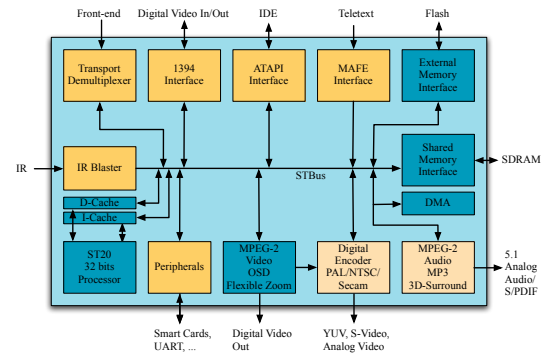 Front-end
Digital Video In/Out
IDE
Teletext
Flash
Transport
Demultiplexer
1394
Interface
ATAPI
Interface
MAFE
Interface
External
Memory
Interface
IR
IR Blaster
STBus
Shared
Memory
Interface
SDRAM
D-Cache
I-Cache
DMA
ST20
32 bits
Processor
Peripherals
MPEG-2
Video
OSD
Flexible Zoom
Digital
Encoder
PAL/NTSC/
Secam
MPEG-2
Audio
MP3
3D-Surround
5.1
Analog
Audio/
S/PDIF
Smart Cards,
UART, ...
Digital Video
Out
YUV, S-Video,
Analog Video